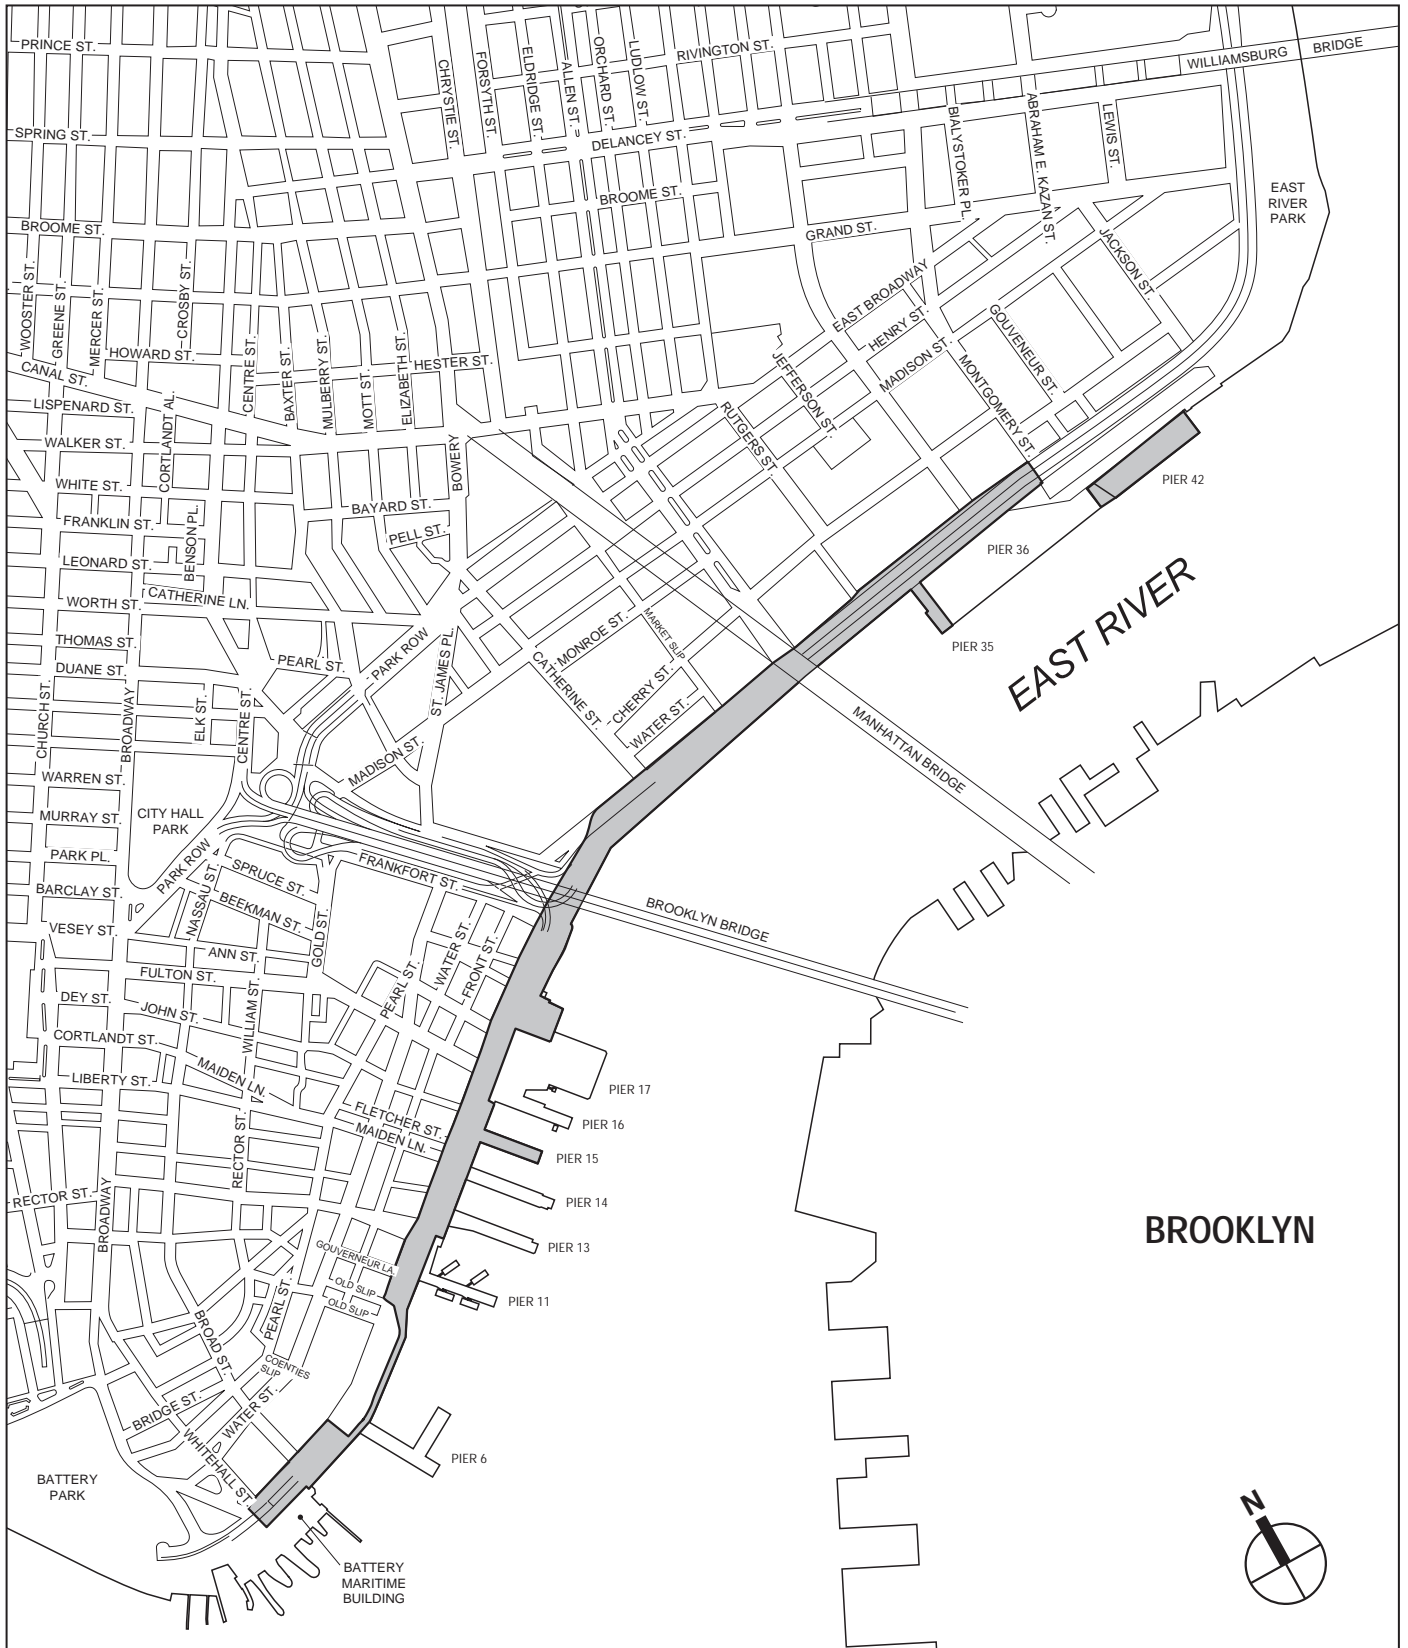 PRINCE ST.
SPRING ST.
BROOME ST.
WOOSTER ST.
GREENE ST.
MERCER ST.
CROSBY ST.
HOWARD ST.
CANAL ST.
LISPENARD ST.
WALKER ST.
CORTLANDT AL.
WHITE ST.
FRANKLIN ST.
BENSON PL.
LEONARD ST.
CATHERINE LN.
WORTH ST.
THOMAS ST.
DUANE ST.
CHURCH ST.
BROADWAY
ELK ST.
CENTRE ST.
WARREN ST.
MURRAY ST.
CITY HALL
PARK
PARK PL.
PARK ROW
BARCLAY ST.
VESEY ST.
NASSAU ST.
SPRUCE ST.
BEEKMAN ST.
ANN ST.
FULTON ST.
GOLD ST.
DEY ST.
JOHN ST.
WILLIAM ST.
CORTLANDT ST.
MAIDEN LN.
LIBERTY ST.
RECTOR ST.
RECTOR ST.
BROADWAY
CHRYSTIE ST.
FORSYTH ST.
ELDRIDGE ST.
ALLEN ST.
ORCHARD ST.
LUDLOW ST.
RIVINGTON ST.
DELANCEY ST.
BROOME ST.
GRAND ST.
WILLIAMSBURG BRIDGE
BIALYSTOKER PL.
ABRAHAM E. KAZAN ST.
LEWIS ST.
EAST
RIVER
PARK
JACKSON ST.
EAST BROADWAY
HENRY ST.
MADISON ST.
GOUVENEUR ST.
MONTGOMERY ST.
JEFFERSON ST.
RUTGERS ST.
CENTRE ST.
BAXTER ST.
MULBERRY ST.
MOTT ST.
ELIZABETH ST.
HESTER ST.
BOWERY
BAYARD ST.
PELL ST.
PEARL ST.
PARK ROW
ST. JAMES PL.
MADISON ST.
MONROE ST.
MARKET SLIP
CATHERINE ST.
CHERRY ST.
WATER ST.
PIER 42
PIER 36
PIER 35
EAST RIVER
MANHATTAN BRIDGE
BROOKLYN BRIDGE
FRANKFORT ST.
WATER ST.
FRONT ST.
PEARL ST.
FLETCHER ST.
MAIDEN LN.
PIER 17
PIER 16
PIER 15
PIER 14
PIER 13
PIER 11
BROOKLYN
GOUVERNEUR LA.
OLD SLIP
OLD SLIP
PEARL ST.
BROAD ST.
COENTIES
SLIP
BRIDGE ST.
WATER ST.
WHITEHALL ST.
PIER 6
BATTERY
PARK
BATTERY
MARITIME
BUILDING
N